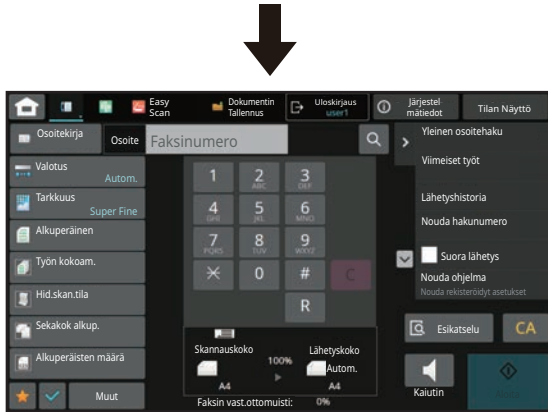 Easy
Scan
Dokumentin
Tallennus
Uloskirjaus
user1
Järjestel
mätiedot
Tilan Näyttö
Osoitekirja
Osoite
Faksinumero
Valotus
Autom.
Tarkkuus
Super Fine
Alkuperäinen
Työn kokoam.
Hid.skan.tila
Sekakok alkup.
Alkuperäisten määrä
Muut
1
2
ABC
3
DEF
4
GHI
5
JKL
6
MNO
7
PQRS
8
TUV
9
WXYZ
0
#
C
R
Skannauskoko
100%
Lähetyskoko
Autom.
A4
A4
Faksin vast.ottomuisti: 0%
Yleinen osoitehaku
Viimeiset työt
Lähetyshistoria
Nouda hakunumero
Suora lähetys
Nouda ohjelma
Nouda rekisteröidyt asetukset
Esikatselu
CA
Kaiutin